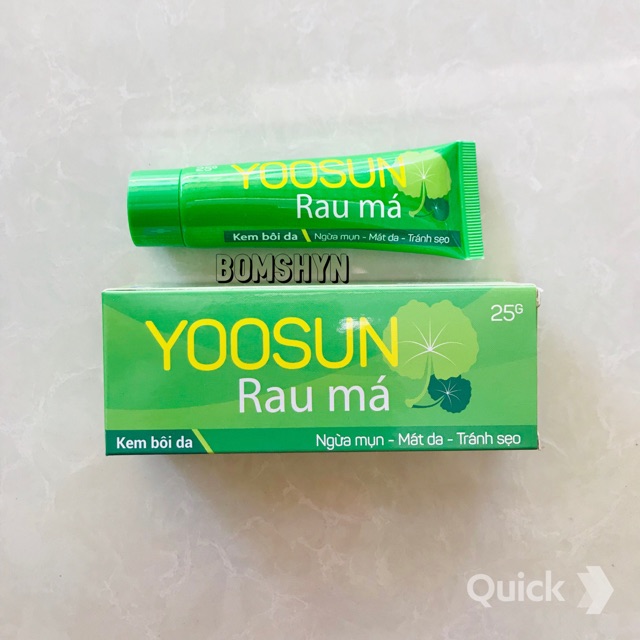 25G
YOOSUN
Rau má
Kem bôi da
Ngừa mụn - Mát da - Tránh sẹo
BOMSHYN
YOOSUN
25G
Rau má
Kem bôi da
Ngừa mụn - Mát da - Tránh sẹo
Quick